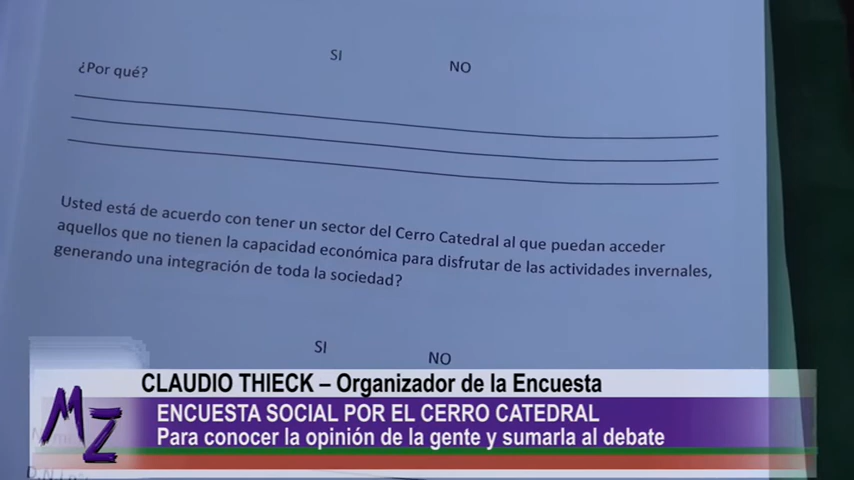 SI NO
¿Por qué?
Usted está de acuerdo con tener un sector del Cerro Catedral al que puedan acceder
aquellos que no tienen la capacidad económica para disfrutar de las actividades invernales,
generando una integración de toda la sociedad?
SI NO
CLAUDIO THIECK – Organizador de la Encuesta
ENCUESTA SOCIAL POR EL CERRO CATEDRAL
Para conocer la opinión de la gente y sumarla al debate
MZ